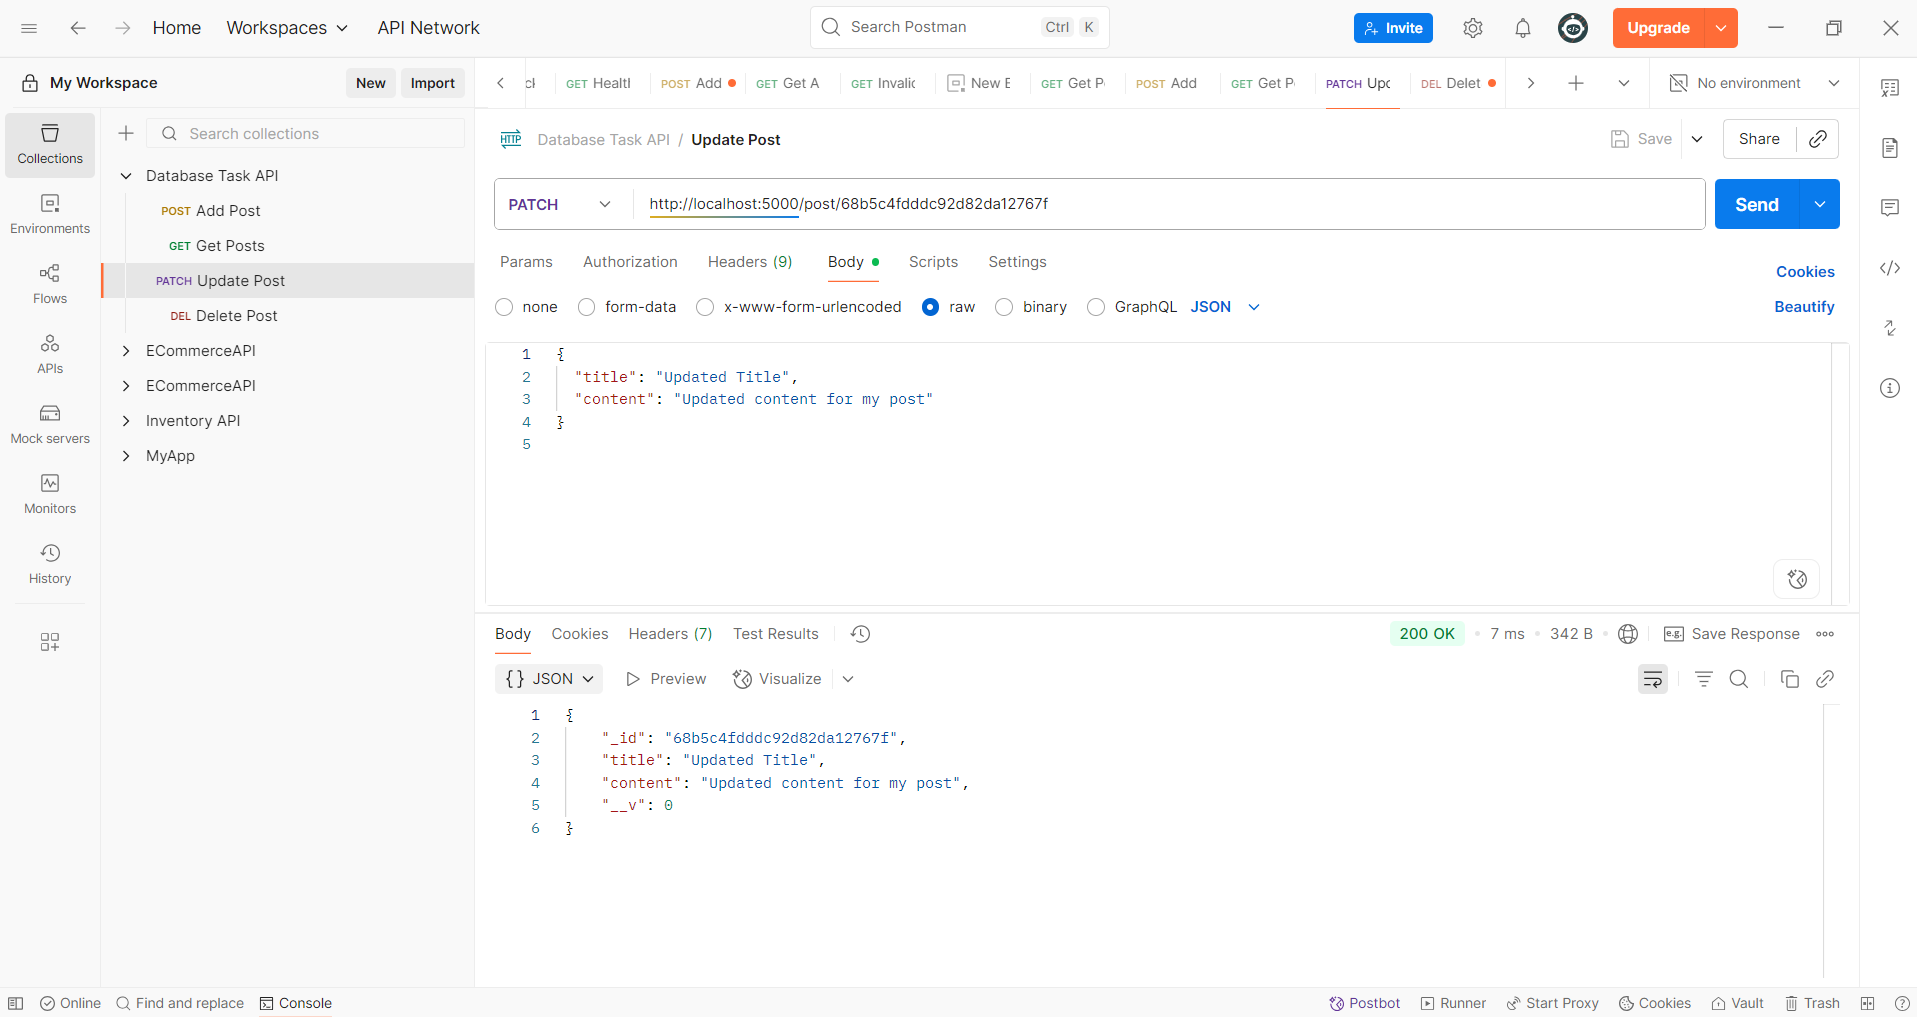 Home Workspaces API Network Search Postman Ctrl K Invite Upgrade
My Workspace New Import
GET Healtl POST Add GET Get A GET Invalic New E GET Get P POST Add GET Get P PATCH Upc DEL Delet No environment
Collections
Environments
Flows
APIs
Mock servers
Monitors
History
Search collections
Database Task API
POST Add Post
GET Get Posts
PATCH Update Post
DEL Delete Post
ECommerceAPI
ECommerceAPI
Inventory API
MyApp
HTTP Database Task API / Update Post Save Share
PATCH http://localhost:5000/post/68b5c4fdddc92d82da12767f Send
Params Authorization Headers (9) Body Scripts Settings Cookies
none form-data x-www-form-urlencoded raw binary GraphQL JSON Beautify
1 {
2 "title": "Updated Title",
3 "content": "Updated content for my post"
4 }
5
Body Cookies Headers (7) Test Results 200 OK 7 ms 342 B e.g. Save Response
{} JSON Preview Visualize
1 {
2 "_id": "68b5c4fdddc92d82da12767f",
3 "title": "Updated Title",
4 "content": "Updated content for my post",
5 "__v": 0
6 }
Online Find and replace Console Postbot Runner Start Proxy Cookies Vault Trash